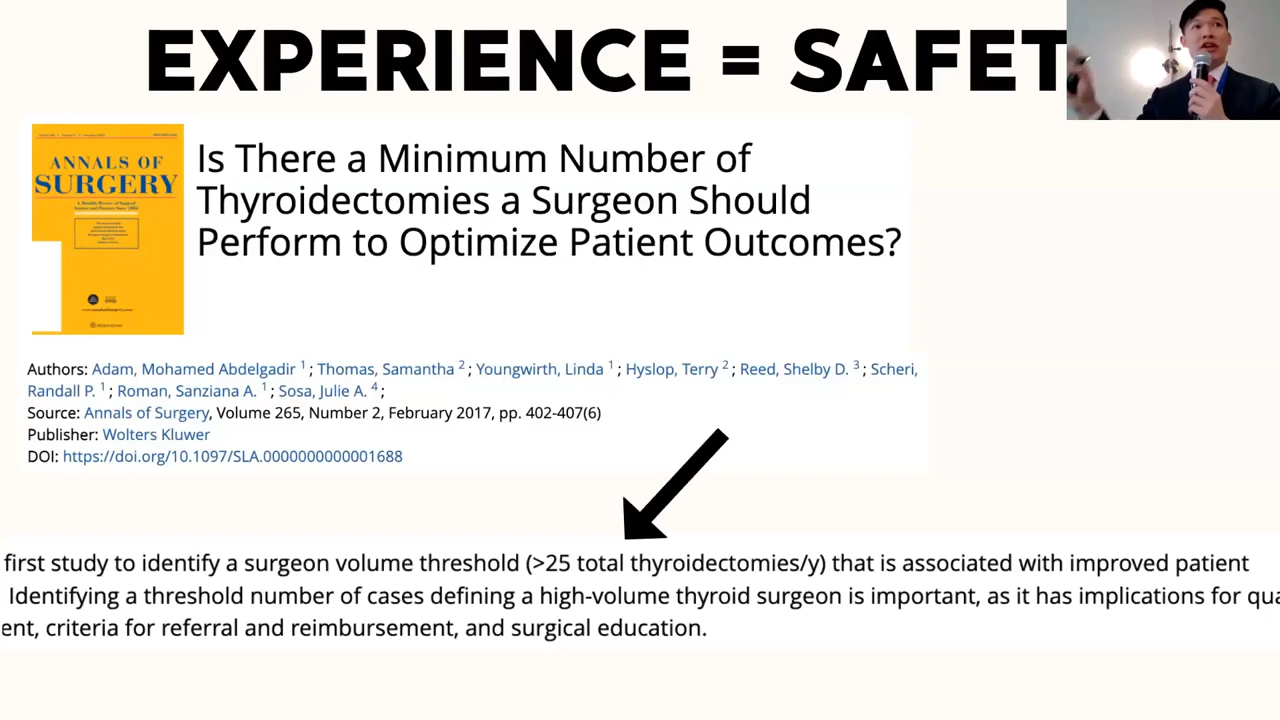 EXPERIENCE = SAFET
ANNALS OF
SURGERY
Is There a Minimum Number of
Thyroidectomies a Surgeon Should
Perform to Optimize Patient Outcomes?
Authors: Adam, Mohamed Abdelgadir 1 ; Thomas, Samantha 2 ; Youngwirth, Linda 1 ; Hyslop, Terry 2 ; Reed, Shelby D. 3 ; Scheri,
Randall P. 1 ; Roman, Sanziana A. 1 ; Sosa, Julie A. 4 ;
Source: Annals of Surgery, Volume 265, Number 2, February 2017, pp. 402-407(6)
Publisher: Wolters Kluwer
DOI: https://doi.org/10.1097/SLA.0000000000001688
first study to identify a surgeon volume threshold (>25 total thyroidectomies/y) that is associated with improved patient
Identifying a threshold number of cases defining a high-volume thyroid surgeon is important, as it has implications for qua
ent, criteria for referral and reimbursement, and surgical education.